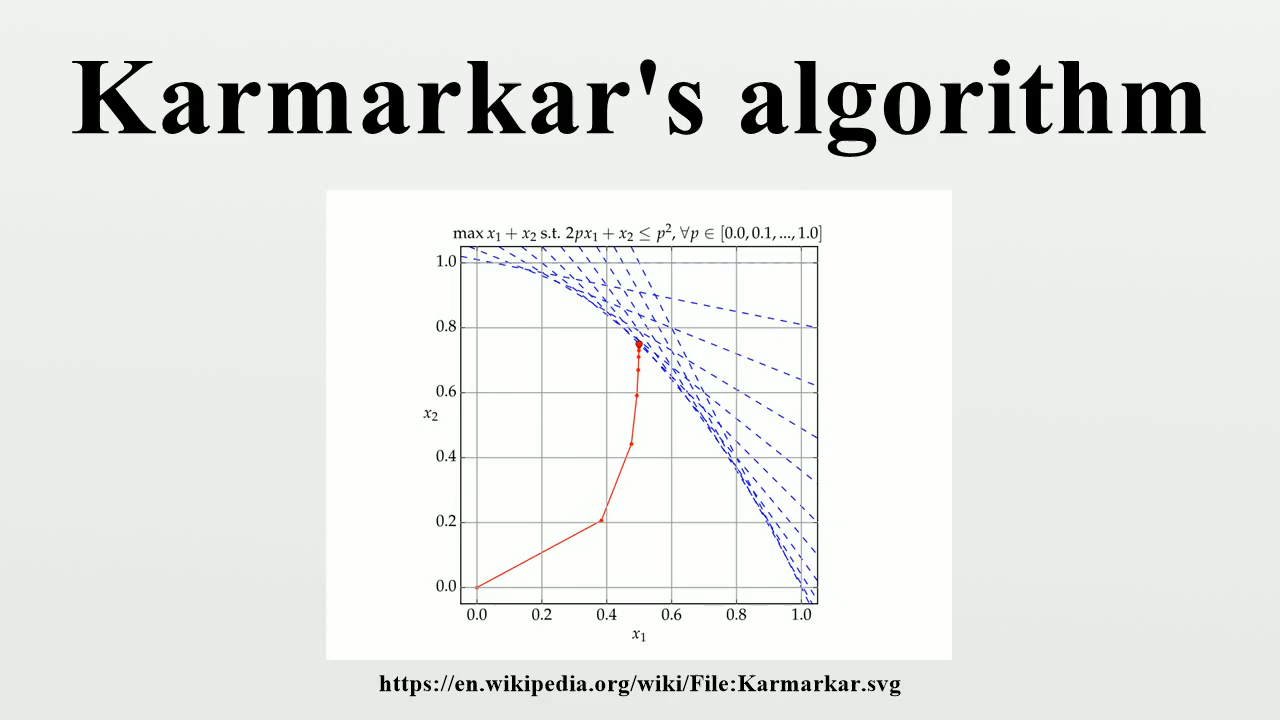 Karmarkar's algorithm
max x₁ + x₂ s.t. 2px₁ + x₂ ≤ p², ∀p ∈ [0.0, 0.1, ..., 1.0]
1.0
0.8
0.6
x₂
0.4
0.2
0.0
0.0 0.2 0.4 0.6 0.8 1.0
x₁
https://en.wikipedia.org/wiki/File:Karmarkar.svg